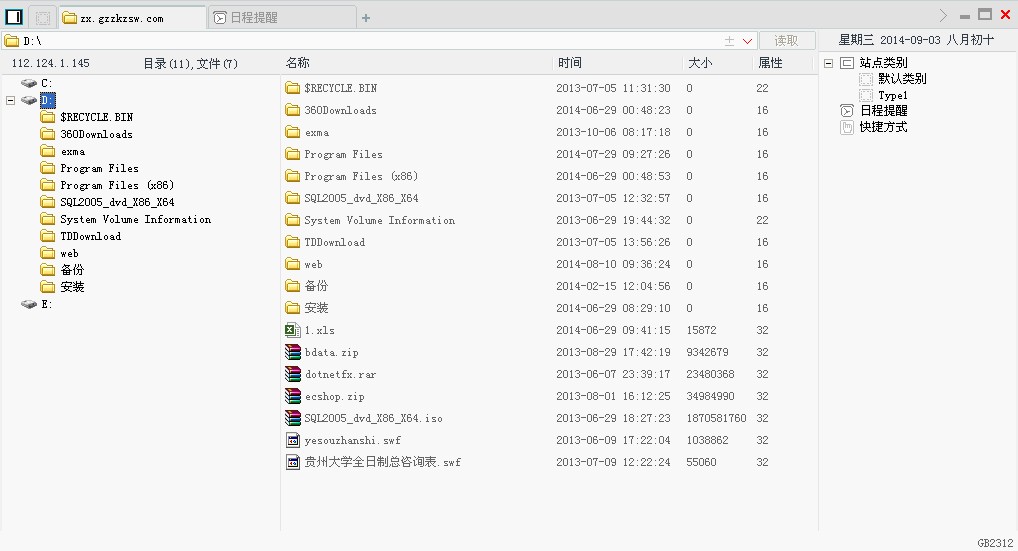 zx.gzzkzsw.com 日程提醒
D:\ 读取 星期三 2014-09-03 八月初十
112.124.1.145 目录(11),文件(7) 名称 时间 大小 属性
C:
D:
$RECYCLE.BIN
360Downloads
exma
Program Files
Program Files (x86)
SQL2005_dvd_X86_X64
System Volume Information
TDDownload
web
备份
安装
E:
$RECYCLE.BIN 2013-07-05 11:31:30 0 22
360Downloads 2014-06-29 00:48:23 0 16
exma 2013-10-06 08:17:18 0 16
Program Files 2014-07-29 09:27:26 0 16
Program Files (x86) 2014-06-29 00:48:53 0 16
SQL2005_dvd_X86_X64 2013-07-05 12:32:57 0 16
System Volume Information 2013-06-29 19:44:32 0 22
TDDownload 2013-07-05 13:56:26 0 16
web 2014-08-10 09:36:24 0 16
备份 2014-02-15 12:04:56 0 16
安装 2014-06-29 08:29:10 0 16
1.xls 2014-06-29 09:41:15 15872 32
bdata.zip 2013-08-29 17:42:19 9342679 32
dotnetfx.rar 2013-06-07 23:39:17 23480368 32
ecshop.zip 2013-08-01 16:12:25 34984990 32
SQL2005_dvd_X86_X64.iso 2013-06-29 18:27:23 1870581760 32
yesouzhanshi.swf 2013-06-09 17:22:04 1038862 32
贵州大学全日制总咨询表.swf 2013-07-09 12:22:24 55060 32
站点类别
默认类别
Type1
日程提醒
快捷方式
GB2312